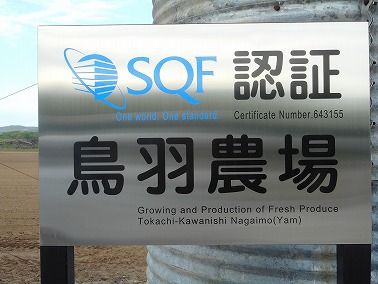 SQF 認証
One world. One standard.
Certificate Number.643155
鳥羽農場
Growing and Production of Fresh Produce
Tokachi-Kawanishi Nagaimo(Yam)